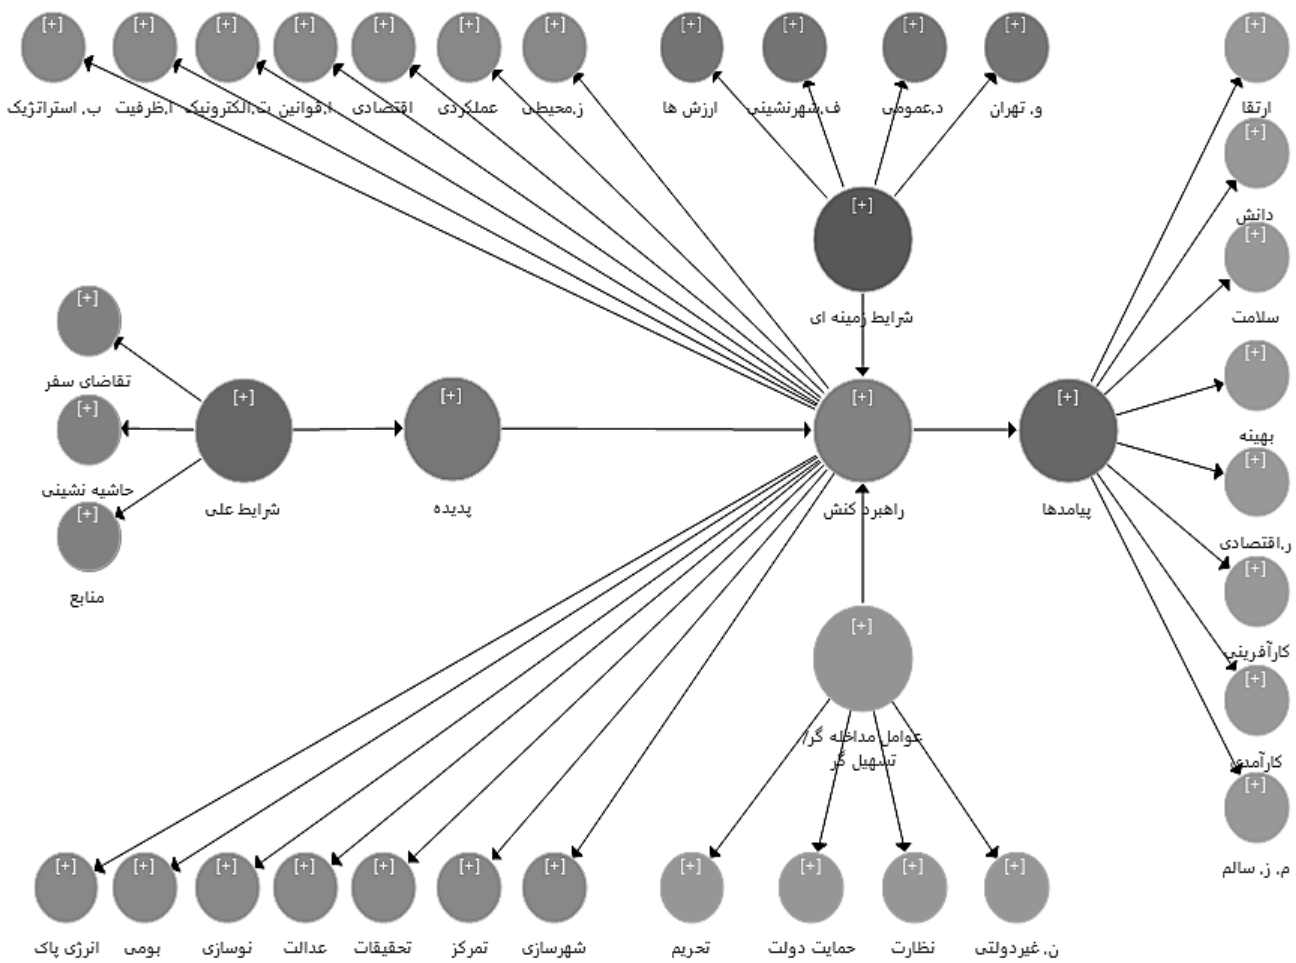 [+] [+] [+] [+] [+] [+] [+] [+] [+] [+] [+] [+]
ب. استراتژیک
ا.ظرفیت
ت.الکترونیک
ا.قوانین
اقتصادی
عملکردی
ز.محیطی
ارزش ها
ف.شهرنشینی
د.عمومی
و. تهران
ارتقا
[+]
دانش
[+]
[+]
شرایط زمینه ای
سلامت
[+]
تقاضای سفر
[+]
بهینه
[+]
حاشیه نشینی
[+]
شرایط علی
[+]
پدیده
[+]
راهبرد کنش
[+]
پیامدها
[+]
ر.اقتصادی
[+]
منابع
[+]
کارآفرینی
[+]
عوامل مداخله گر/
تسهیل گر
[+]
کارآمدی
[+]
م. ز. سالم
[+] [+] [+] [+] [+] [+] [+] [+] [+] [+] [+]
انرژی پاک
بومی
نوسازی
عدالت
تحقیقات
تمرکز
شهرسازی
تحریم
حمایت دولت
نظارت
ن. غیردولتی